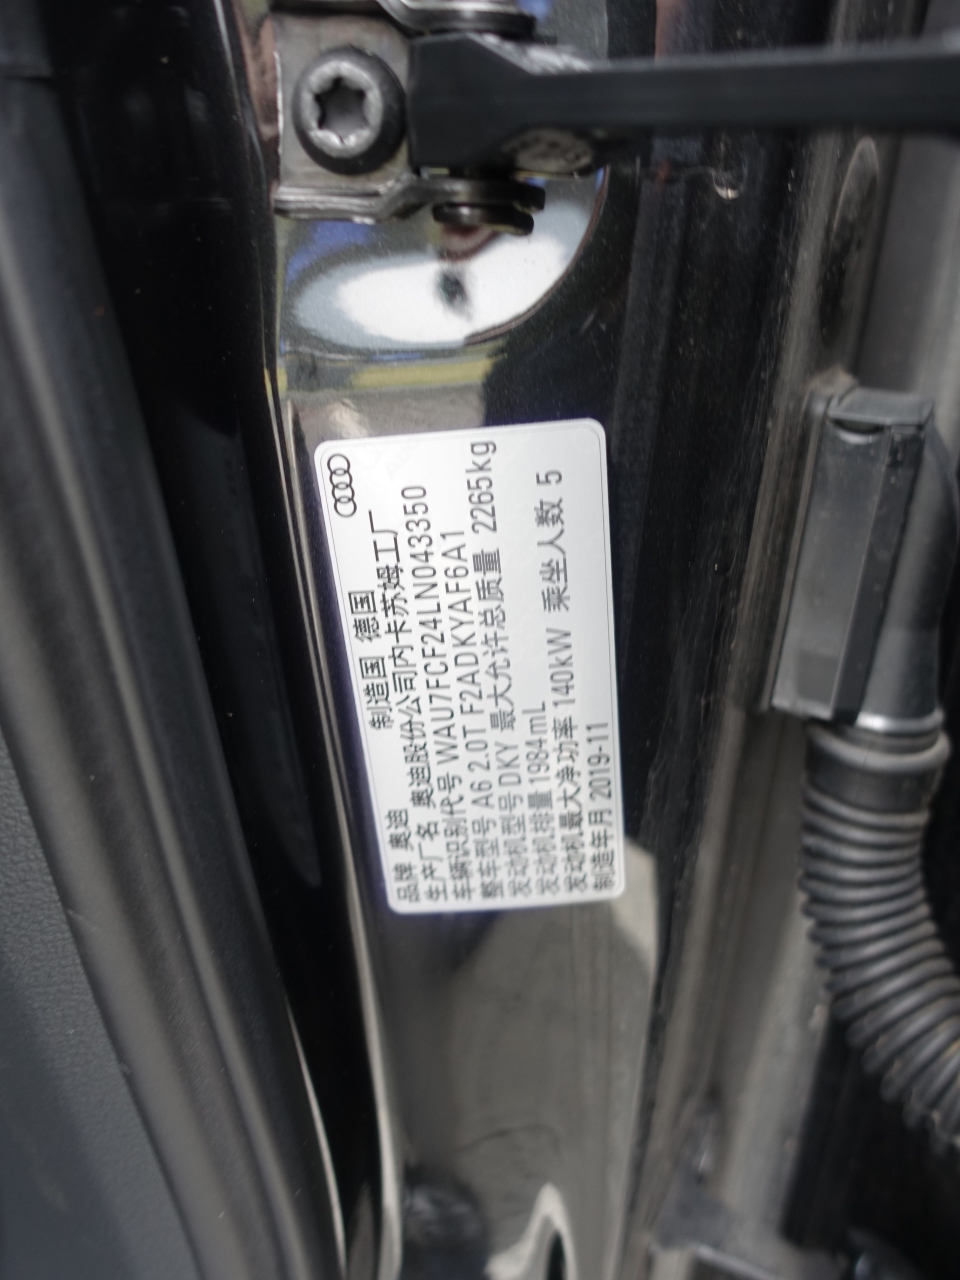 制造国 德国
品牌 奥迪
生产厂名 奥迪股份公司内卡苏姆工厂
车辆识别代号 WAU7FCF24LN043350
整车型号 A6 2.0T F2ADKYAF6A1
发动机型号 DKY 最大允许总质量 2265kg
发动机排量 1984mL
发动机最大净功率 140kW 乘坐人数 5
制造年月 2019-11